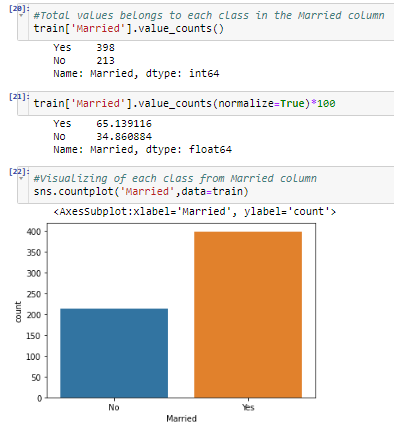 [20]:
#Total values belongs to each class in the Married column
train['Married'].value_counts()
Yes    398
No     213
Name: Married, dtype: int64
[21]:
train['Married'].value_counts(normalize=True)*100
Yes    65.139116
No     34.860884
Name: Married, dtype: float64
[22]:
#Visualizing of each class from Married column
sns.countplot('Married',data=train)
<AxesSubplot:xlabel='Married', ylabel='count'>
400
350
300
250
200
150
100
50
0
count
No    Yes
Married